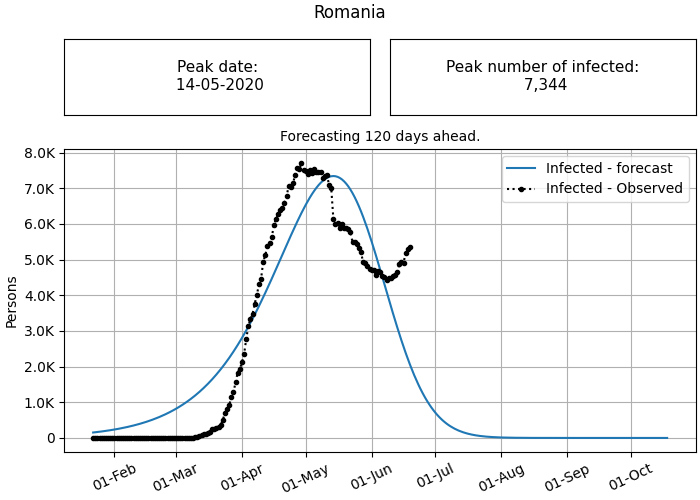 Romania
Peak date:
14-05-2020
Peak number of infected:
7,344
Forecasting 120 days ahead.
8.0K
7.0K
6.0K
5.0K
4.0K
3.0K
2.0K
1.0K
0
Persons
Infected - forecast
Infected - Observed
01-Feb
01-Mar
01-Apr
01-May
01-Jun
01-Jul
01-Aug
01-Sep
01-Oct